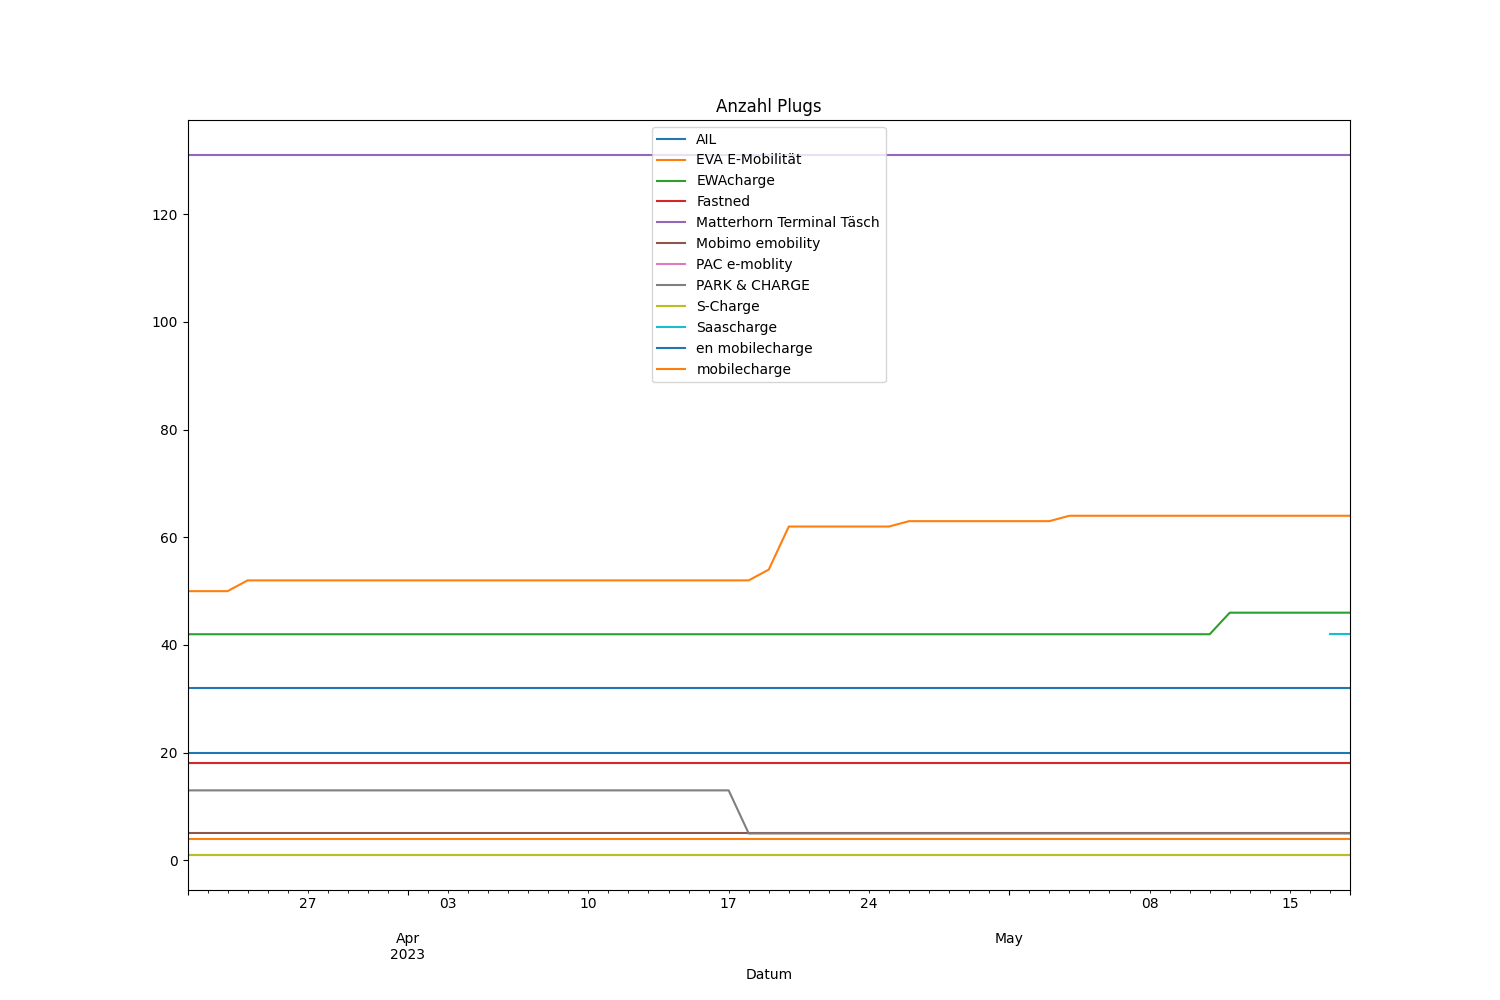 Anzahl Plugs
AIL
EVA E-Mobilität
EWAcharge
Fastned
Matterhorn Terminal Täsch
Mobimo emobility
PAC e-moblity
PARK & CHARGE
S-Charge
Saascharge
en mobilecharge
mobilecharge
120
100
80
60
40
20
0
27 03 10 17 24 08 15
Apr May
2023
Datum